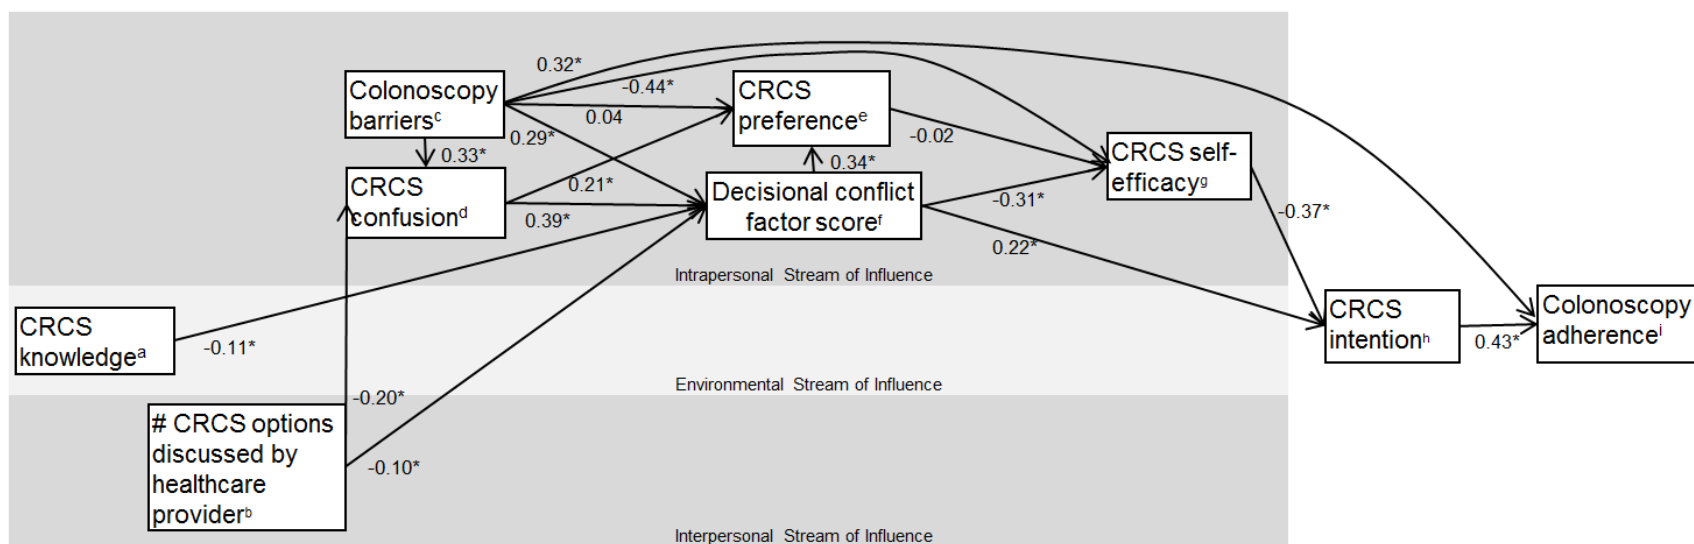 0.32*
Colonoscopy
barriersᶜ
-0.44*
0.04
0.29*
CRCS
preferenceᵉ
-0.02
0.33*
CRCS
confusionᵈ
0.21*
0.39*
0.34*
Decisional conflict
factor scoreᶠ
CRCS self-
efficacyᵍ
-0.31*
0.22*
-0.37*
Intrapersonal Stream of Influence
CRCS
knowledgeᵃ
-0.11*
CRCS
intentionʰ
0.43*
Colonoscopy
adherenceⁱ
Environmental Stream of Influence
# CRCS options
discussed by
healthcare
providerᵇ
-0.20*
-0.10*
Interpersonal Stream of Influence